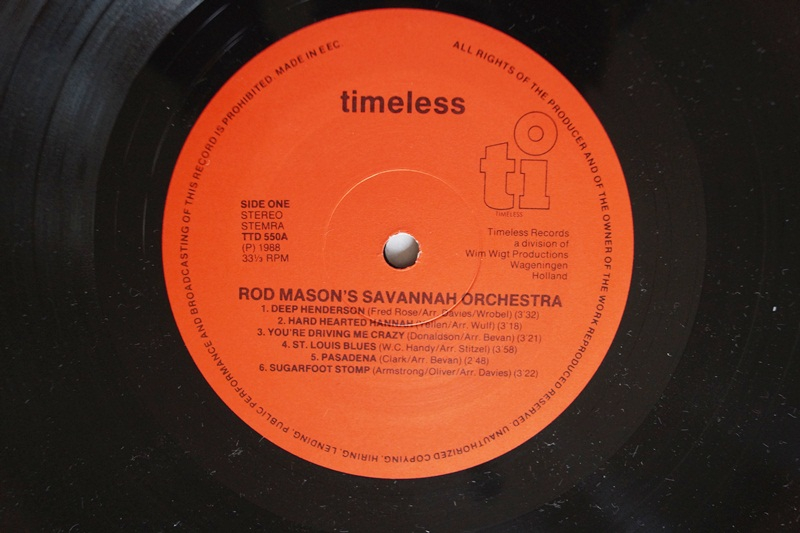 ALL RIGHTS OF THE PRODUCER AND OF THE OWNER OF THE WORK REPRODUCED RESERVED. UNAUTHORIZED COPYING, HIRING, LENDING, PUBLIC PERFORMANCE AND BROADCASTING OF THIS RECORD IS PROHIBITED. MADE IN EEC.
timeless
ti
TIMELESS
SIDE ONE
STEREO
STEMRA
TTD 550A
(P) 1988
33⅓ RPM
Timeless Records
a division of
Wim Wigt Productions
Wageningen
Holland
ROD MASON'S SAVANNAH ORCHESTRA
1. DEEP HENDERSON (Fred Rose/Arr. Davies/Wrobel) (3'32)
2. HARD HEARTED HANNAH (Yellen/Arr. Wulf) (3'18)
3. YOU'RE DRIVING ME CRAZY (Donaldson/Arr. Bevan) (3'21)
4. ST. LOUIS BLUES (W.C. Handy/Arr. Stitzel) (3'58)
5. PASADENA (Clark/Arr. Bevan) (2'48)
6. SUGARFOOT STOMP (Armstrong/Oliver/Arr. Davies) (3'22)